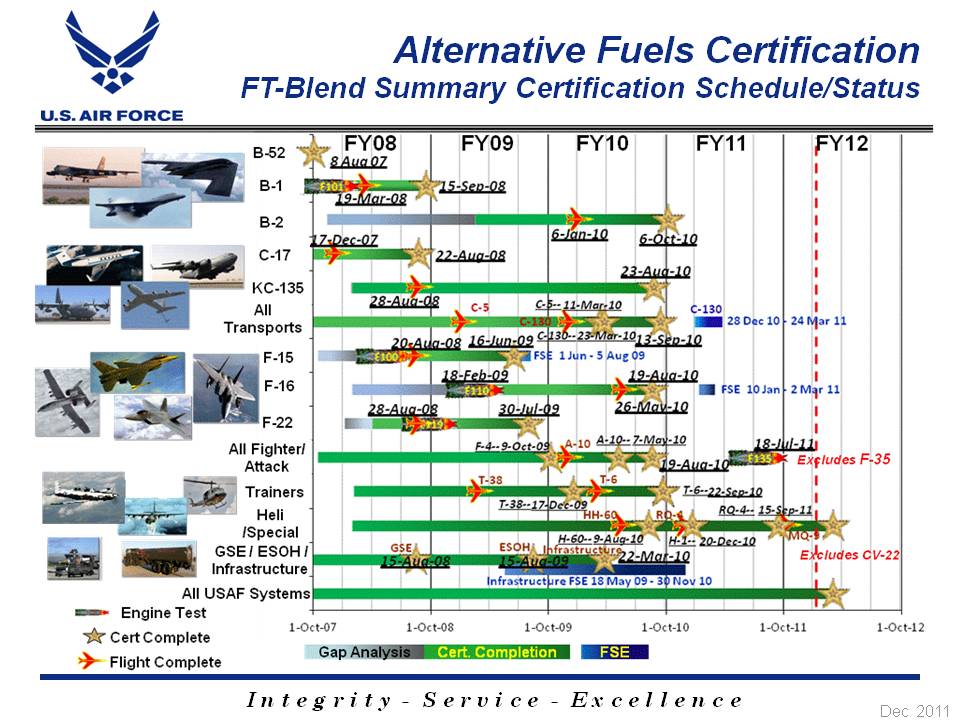 Alternative Fuels Certification
FT-Blend Summary Certification Schedule/Status
U.S. AIR FORCE
FY08 FY09 FY10 FY11 FY12
B-52
8 Aug 07
B-1
E101
19-Mar-08
15-Sep-08
B-2
6-Jan-10
6-Oct-10
C-17
17-Dec-07
22-Aug-08
KC-135
28-Aug-08
23-Aug-10
All
Transports
C-5
C-130
C-5--11-Mar-10
C-130--23-Mar-10
13-Sep-10
C-130
28 Dec 10 - 24 Mar 11
F-15
E100
20-Aug-08
16-Jun-09
FSE 1 Jun - 5 Aug 09
F-16
18-Feb-09
E110
19-Aug-10
26-May-10
FSE 10 Jan - 2 Mar 11
F-22
28-Aug-08
30-Jul-09
All Fighter/
Attack
F-4--9-Oct-09
A-10
A-10--7-May-10
19-Aug-10
18-Jul-11
E135
Excludes F-35
Trainers
T-38
T-38--17-Dec-09
T-6
T-6--22-Sep-10
Heli
/Special
HH-60
H-60--9-Aug-10
RQ-4
H-1-- 20-Dec-10
RQ-4-- 15-Sep-11
MQ-9
Excludes CV-22
GSE / ESOH /
Infrastructure
GSE
15-Aug-08
ESOH
15-Aug-09
Infrastructure
22-Mar-10
Infrastructure FSE 18 May 09 - 30 Nov 10
All USAF Systems
1-Oct-07 1-Oct-08 1-Oct-09 1-Oct-10 1-Oct-11 1-Oct-12
Engine Test
Cert Complete
Flight Complete
Gap Analysis Cert. Completion FSE
Integrity - Service - Excellence
Dec. 2011